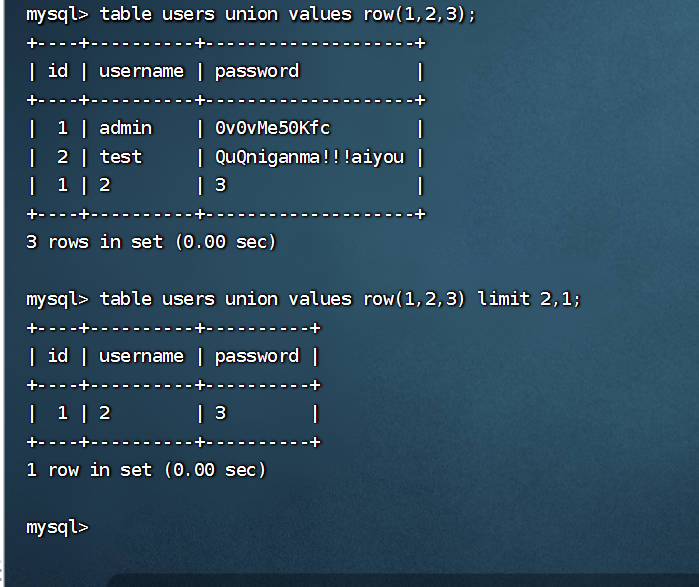 mysql> table users union values row(1,2,3);
+----+----------+--------------------+
| id | username | password           |
+----+----------+--------------------+
|  1 | admin    | 0v0vMe50Kfc        |
|  2 | test     | QuQniganma!!!aiyou |
|  1 | 2        | 3                  |
+----+----------+--------------------+
3 rows in set (0.00 sec)
mysql> table users union values row(1,2,3) limit 2,1;
+----+----------+----------+
| id | username | password |
+----+----------+----------+
|  1 | 2        | 3        |
+----+----------+----------+
1 row in set (0.00 sec)
mysql>